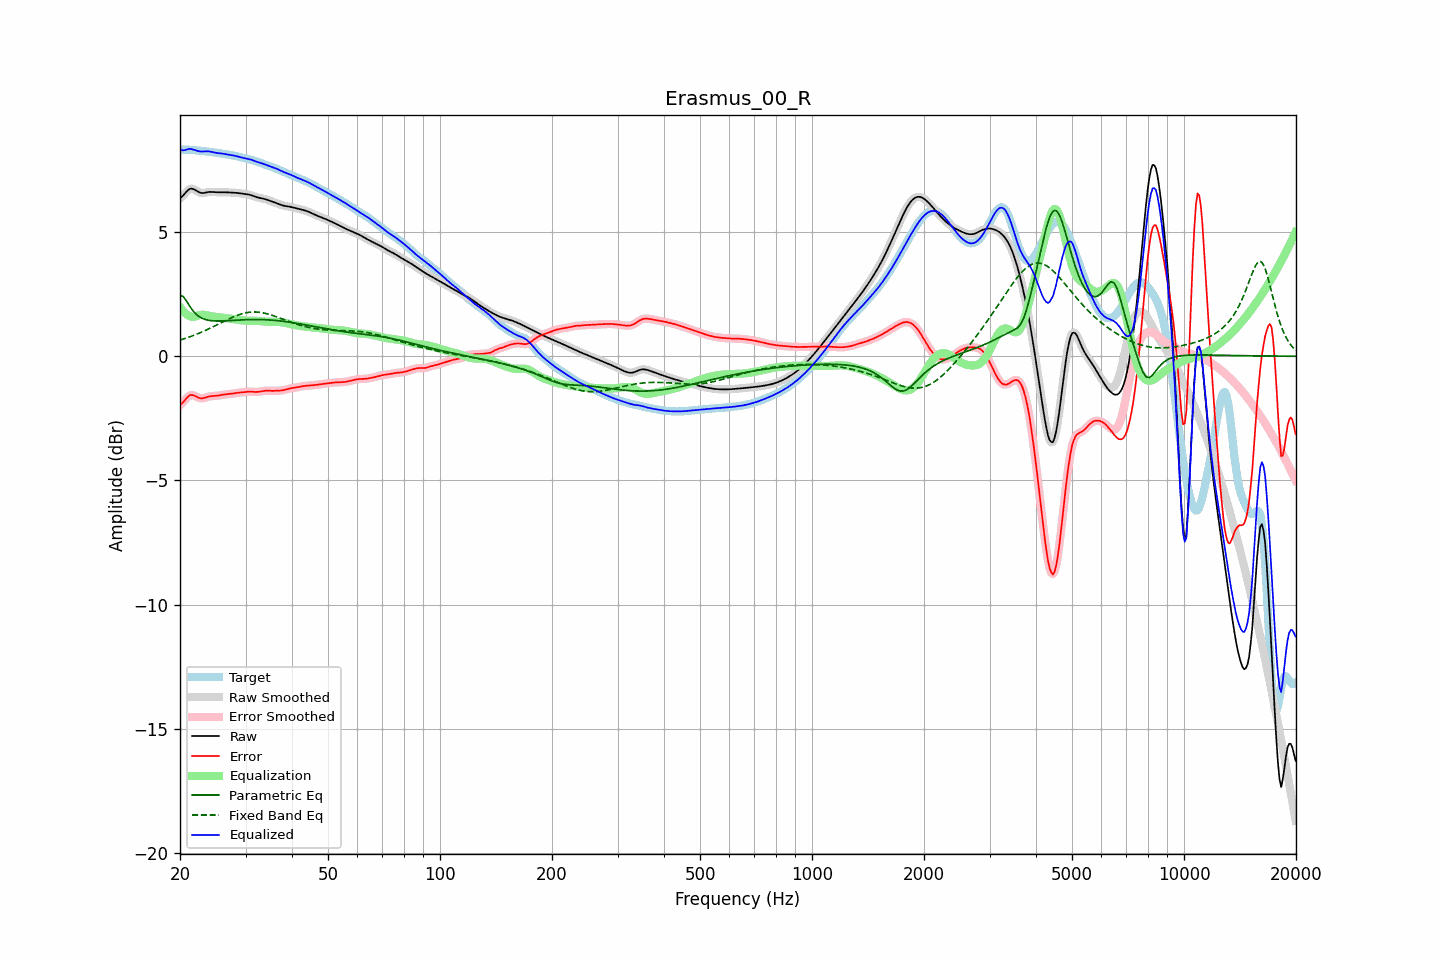 Erasmus_00_R
Amplitude (dBr)
5
0
−5
−10
−15
−20
Target
Raw Smoothed
Error Smoothed
Raw
Error
Equalization
Parametric Eq
Fixed Band Eq
Equalized
20 50 100 200 500 1000 2000 5000 10000 20000
Frequency (Hz)